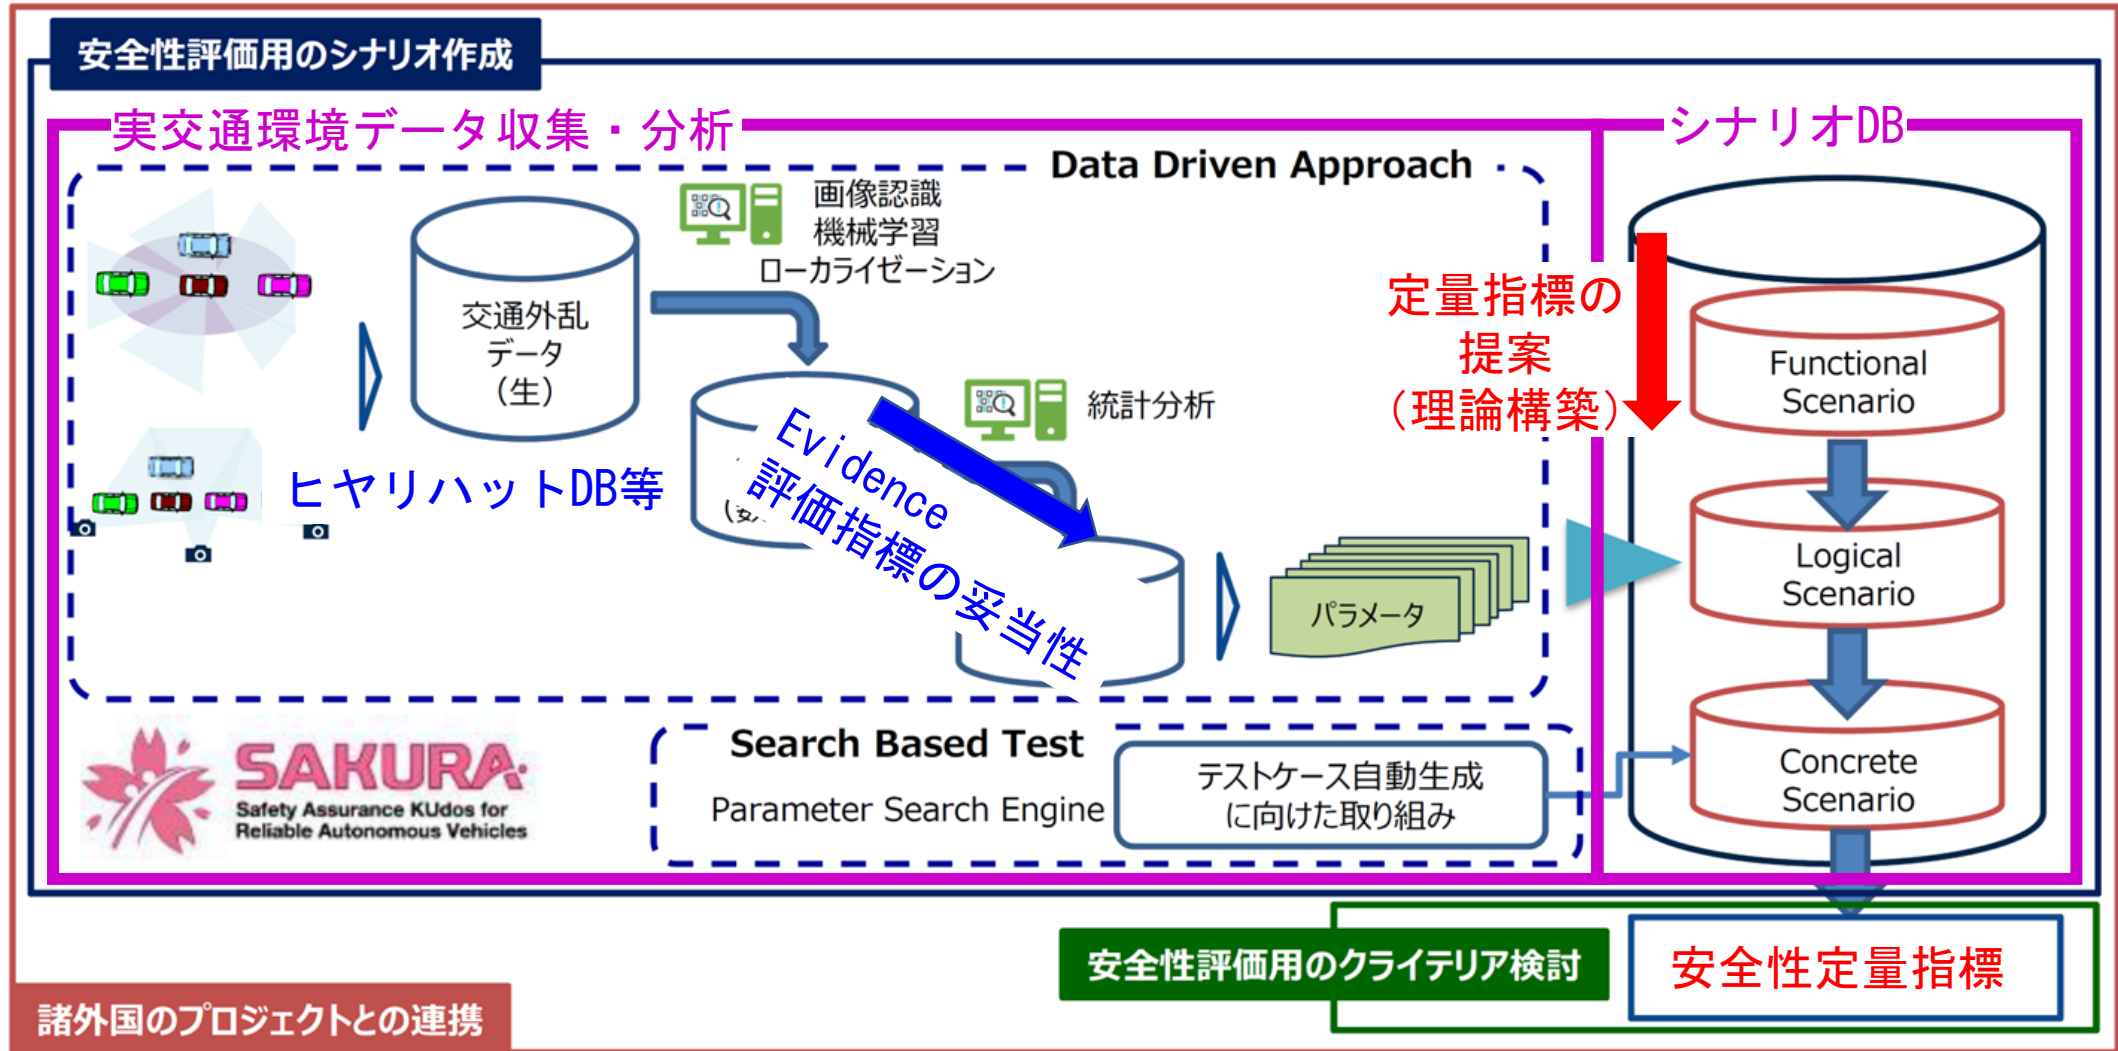 安全性評価用のシナリオ作成
実交通環境データ収集・分析
シナリオDB
Data Driven Approach
画像認識
機械学習
ローカライゼーション
交通外乱
データ
（生）
統計分析
ヒヤリハットDB等
Evidence
評価指標の妥当性
パラメータ
定量指標の
提案
（理論構築）
Functional
Scenario
Logical
Scenario
Concrete
Scenario
SAKURA
Safety Assurance KUdos for
Reliable Autonomous Vehicles
Search Based Test
Parameter Search Engine
テストケース自動生成
に向けた取り組み
安全性評価用のクライテリア検討
安全性定量指標
諸外国のプロジェクトとの連携